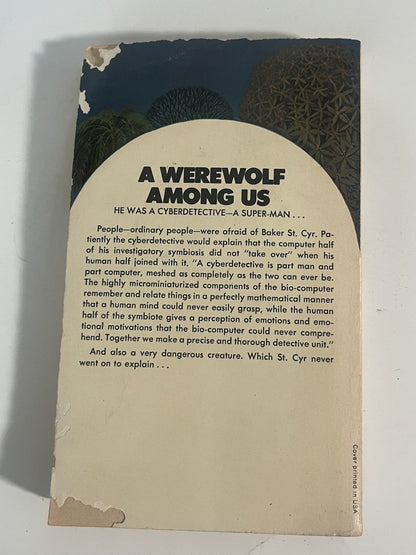 A WEREWOLF
AMONG US
HE WAS A CYBERDETECTIVE—A SUPER-MAN . . .
People—ordinary people—were afraid of Baker St. Cyr. Pa-
tiently the cyberdetective would explain that the computer half
of his investigatory symbiosis did not "take over" when his
human half joined with it. "A cyberdetective is part man and
part computer, meshed as completely as the two can ever be.
The highly microminiaturized components of the bio-computer
remember and relate things in a perfectly mathematical manner
that a human mind could never easily grasp, while the human
half of the symbiote gives a perception of emotions and emo-
tional motivations that the bio-computer could never compre-
hend. Together we make a precise and thorough detective unit."
And also a very dangerous creature. Which St. Cyr never
went on to explain . . .
Cover printed in USA